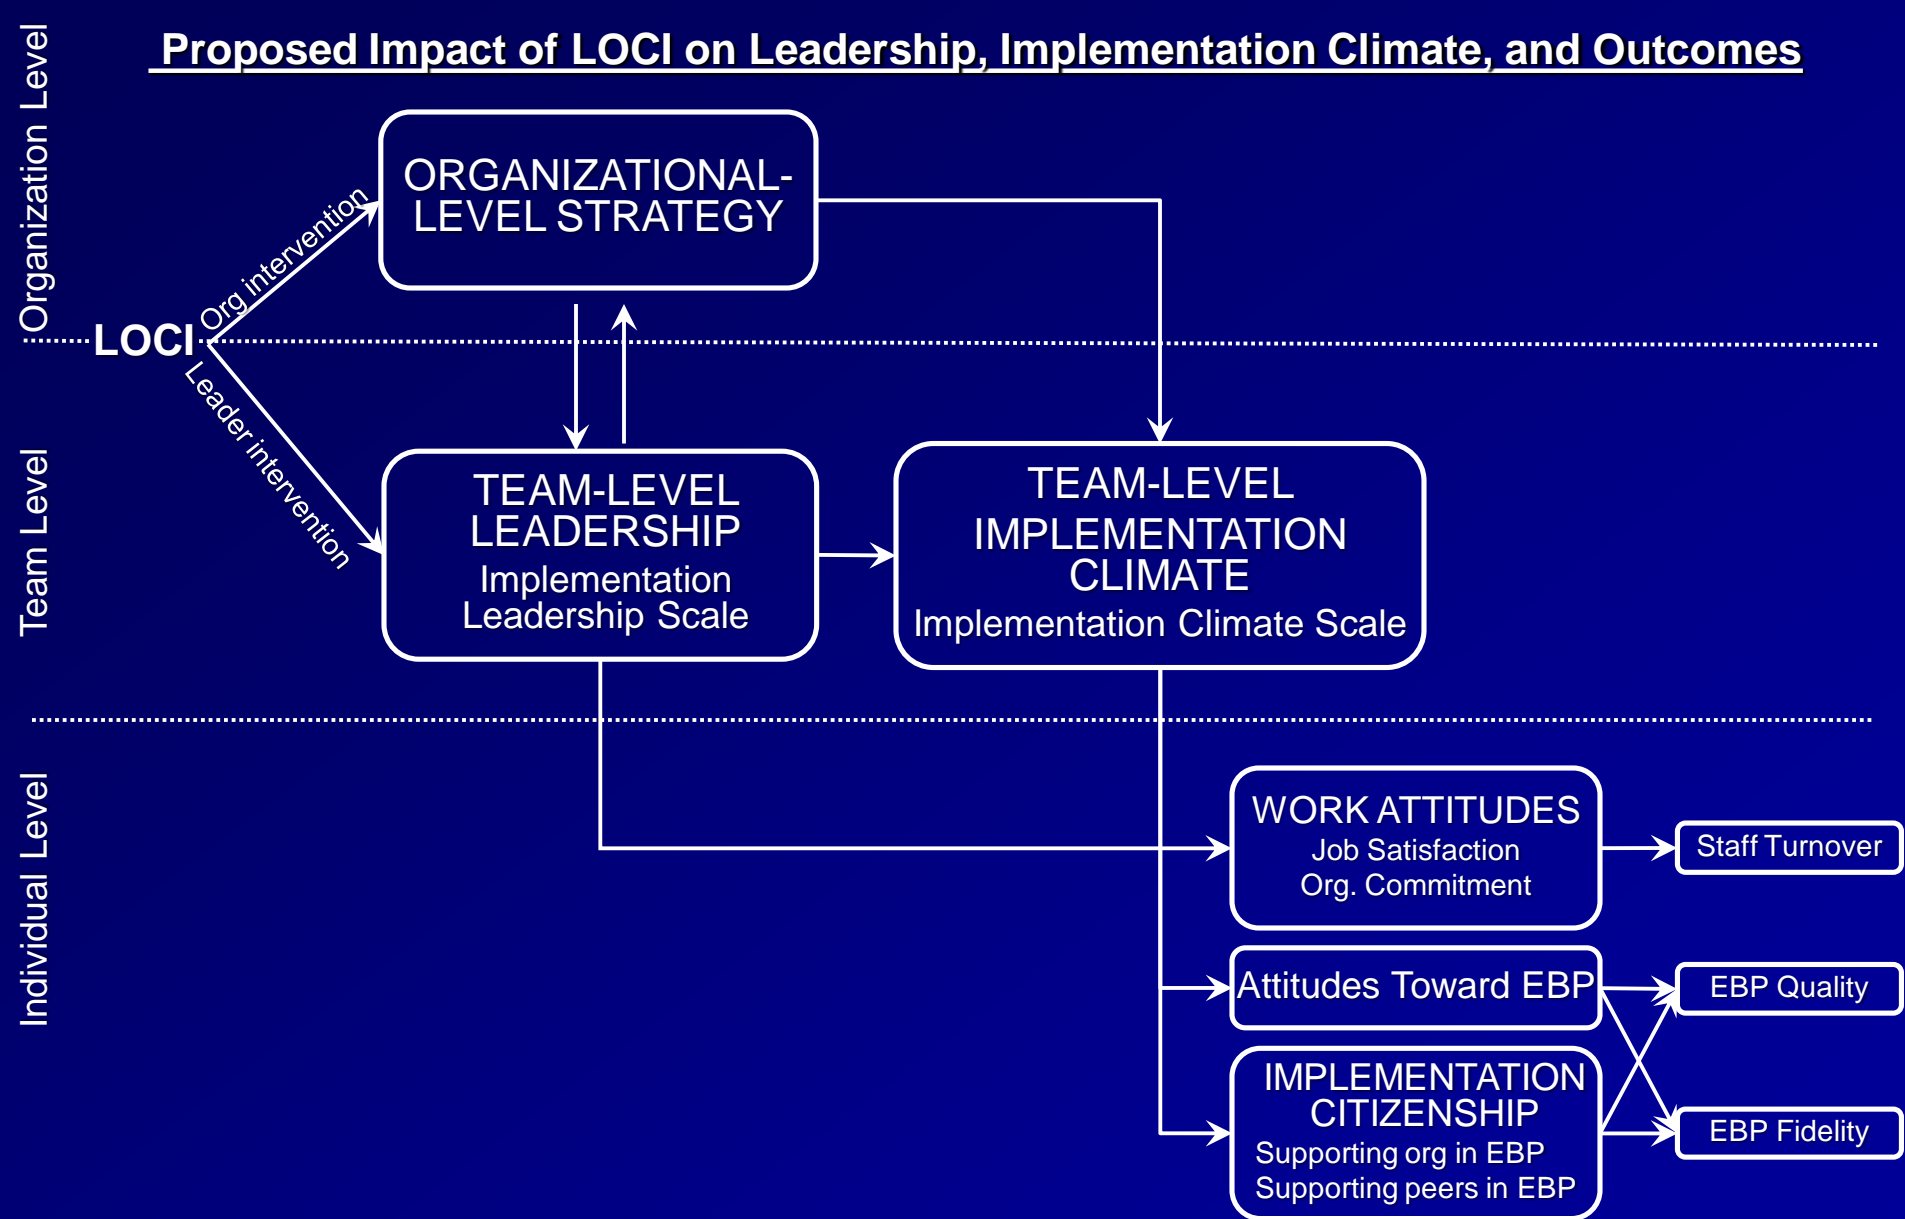 Proposed Impact of LOCI on Leadership, Implementation Climate, and Outcomes
Organization Level
ORGANIZATIONAL-
LEVEL STRATEGY
Org intervention
LOCI
Leader intervention
Team Level
TEAM-LEVEL
LEADERSHIP
Implementation
Leadership Scale
TEAM-LEVEL
IMPLEMENTATION
CLIMATE
Implementation Climate Scale
Individual Level
WORK ATTITUDES
Job Satisfaction
Org. Commitment
Staff Turnover
Attitudes Toward EBP
EBP Quality
IMPLEMENTATION
CITIZENSHIP
Supporting org in EBP
Supporting peers in EBP
EBP Fidelity